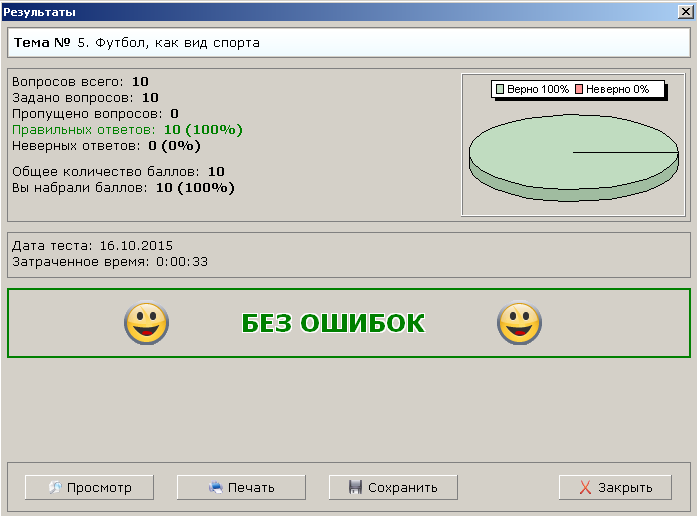 Результаты
Тема № 5. Футбол, как вид спорта
Вопросов всего: 10
Задано вопросов: 10
Пропущено вопросов: 0
Правильных ответов: 10 (100%)
Неверных ответов: 0 (0%)
Общее количество баллов: 10
Вы набрали баллов: 10 (100%)
Верно 100% Неверно 0%
Дата теста: 16.10.2015
Затраченное время: 0:00:33
БЕЗ ОШИБОК
Просмотр Печать Сохранить Закрыть